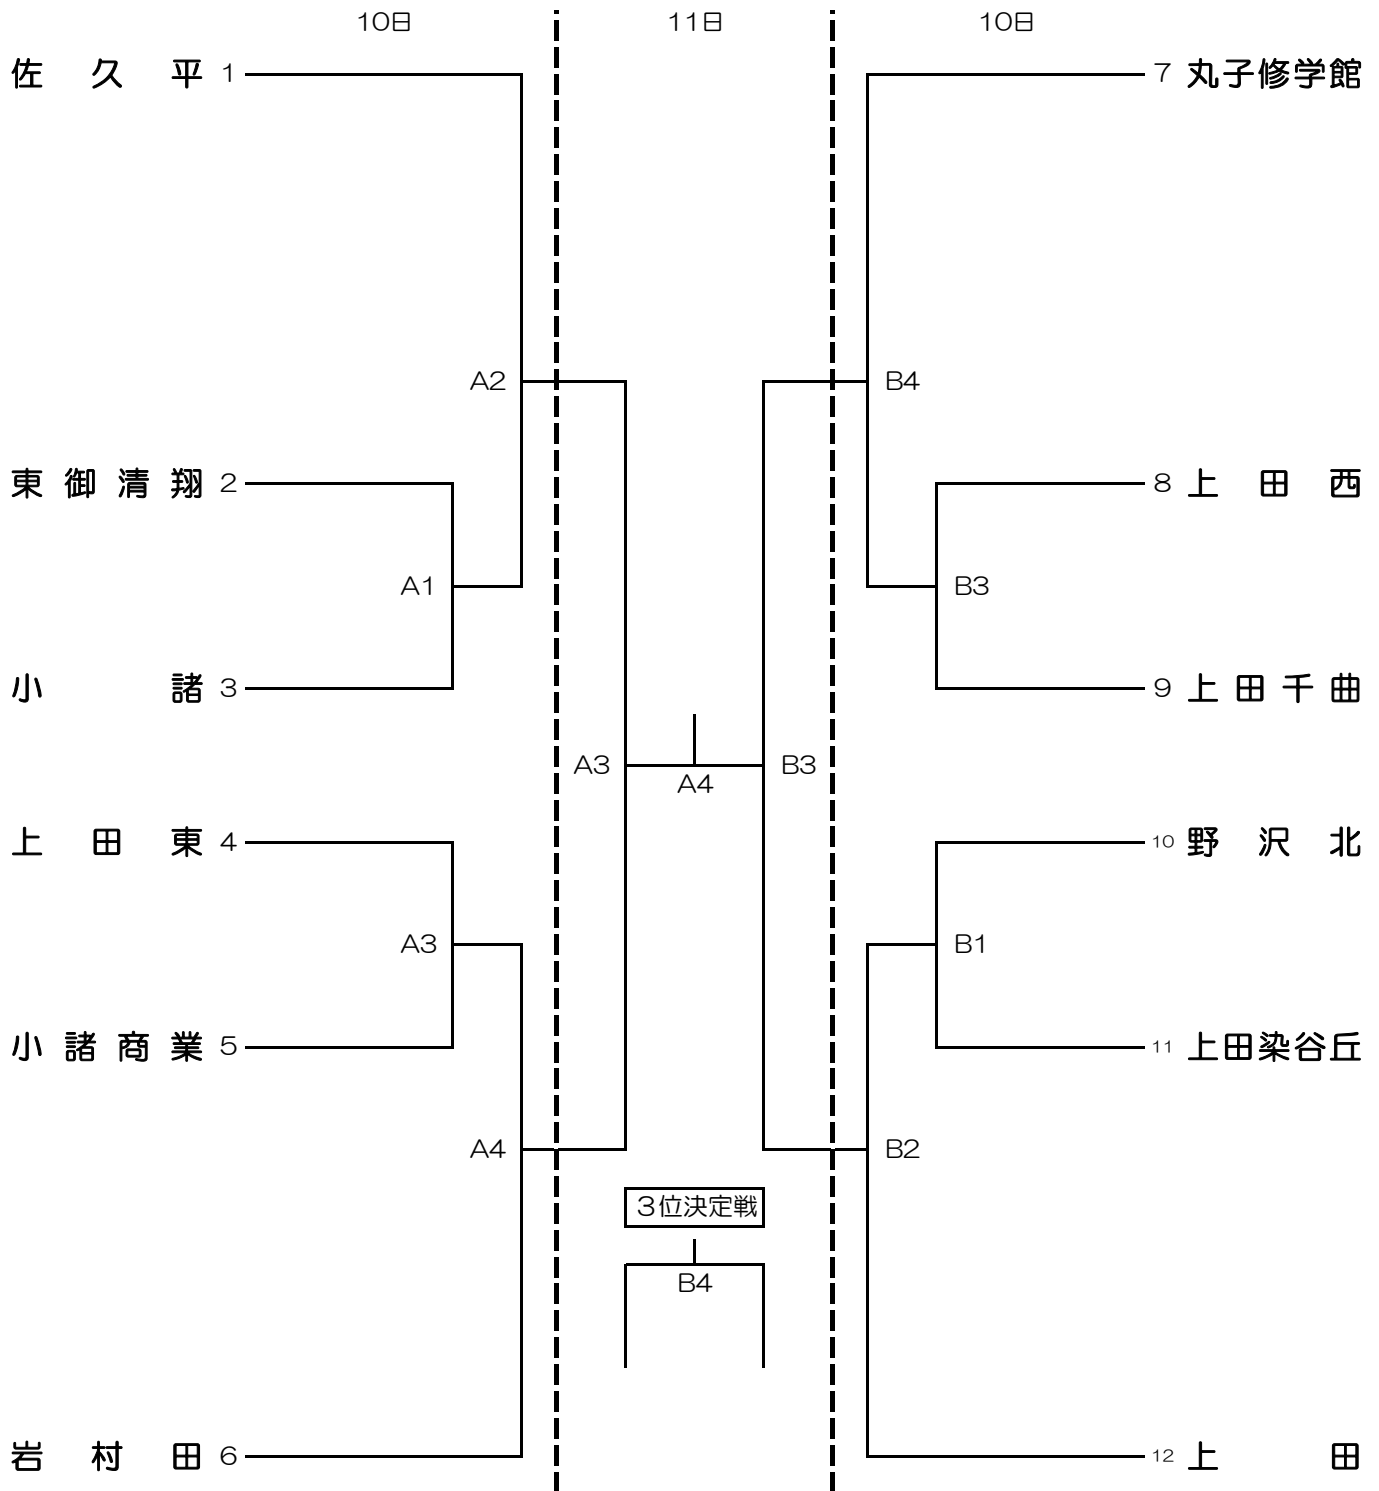 10日 11日 10日
佐久平 1 7 丸子修学館
A2 B4
東御清翔 2 8 上田西
A1 B3
小諸 3 9 上田千曲
A3 B3
A4
上田東 4 10 野沢北
A3 B1
小諸商業 5 11 上田染谷丘
A4 B2
3位決定戦
B4
岩村田 6 12 上田